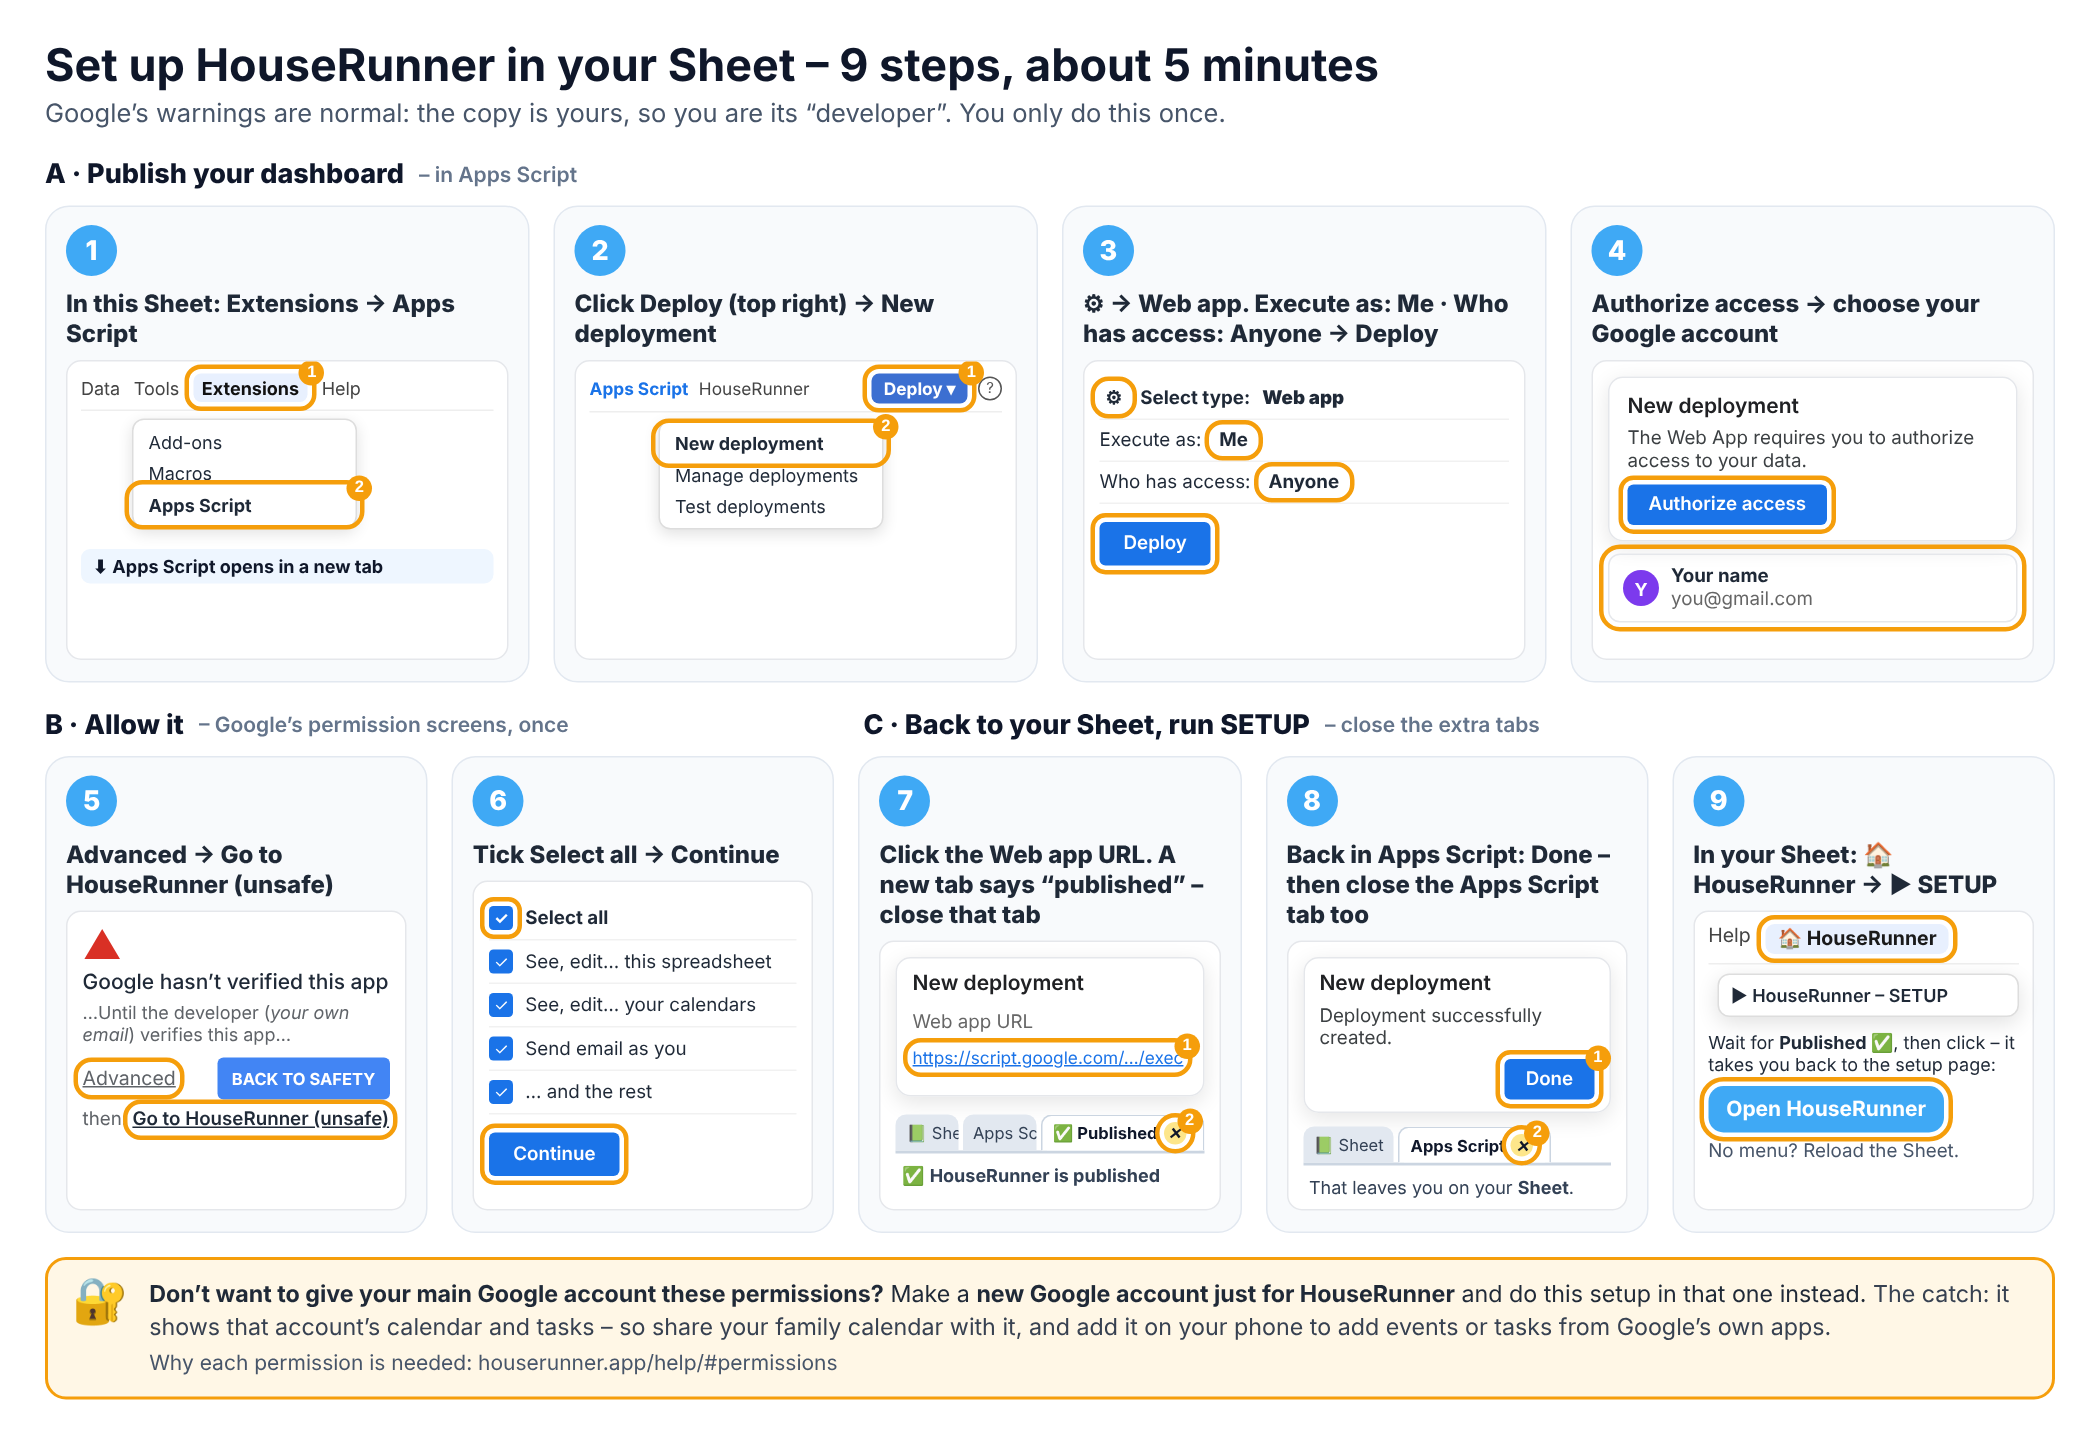 Set up HouseRunner in your Sheet – 9 steps, about 5 minutes
Google’s warnings are normal: the copy is yours, so you are its “developer”. You only do this once.
A · Publish your dashboard – in Apps Script
1
In this Sheet: Extensions → Apps
Script
Data Tools Extensions 1 Help
Add-ons
Macros
Apps Script 2
⬇ Apps Script opens in a new tab
2
Click Deploy (top right) → New
deployment
Apps Script HouseRunner Deploy ▾ 1 ?
New deployment 2
Manage deployments
Test deployments
3
⚙ → Web app. Execute as: Me · Who
has access: Anyone → Deploy
⚙ Select type: Web app
Execute as: Me
Who has access: Anyone
Deploy
4
Authorize access → choose your
Google account
New deployment
The Web App requires you to authorize
access to your data.
Authorize access
Y Your name
you@gmail.com
B · Allow it – Google’s permission screens, once
5
Advanced → Go to
HouseRunner (unsafe)
Google hasn’t verified this app
...Until the developer (your own
email) verifies this app...
Advanced BACK TO SAFETY
then Go to HouseRunner (unsafe)
6
Tick Select all → Continue
Select all
See, edit... this spreadsheet
See, edit... your calendars
Send email as you
... and the rest
Continue
C · Back to your Sheet, run SETUP – close the extra tabs
7
Click the Web app URL. A
new tab says “published” –
close that tab
New deployment
Web app URL
https://script.google.com/.../exec 1
📗 She Apps Sc ✅ Published ✕ 2
✅ HouseRunner is published
8
Back in Apps Script: Done –
then close the Apps Script
tab too
New deployment
Deployment successfully
created.
Done 1
📗 Sheet Apps Script ✕ 2
That leaves you on your Sheet.
9
In your Sheet: 🏠
HouseRunner → ▶ SETUP
Help 🏠 HouseRunner
▶ HouseRunner – SETUP
Wait for Published ✅, then click – it
takes you back to the setup page:
Open HouseRunner
No menu? Reload the Sheet.
🔐 Don’t want to give your main Google account these permissions? Make a new Google account just for HouseRunner and do this setup in that one instead. The catch: it
shows that account’s calendar and tasks – so share your family calendar with it, and add it on your phone to add events or tasks from Google’s own apps.
Why each permission is needed: houserunner.app/help/#permissions